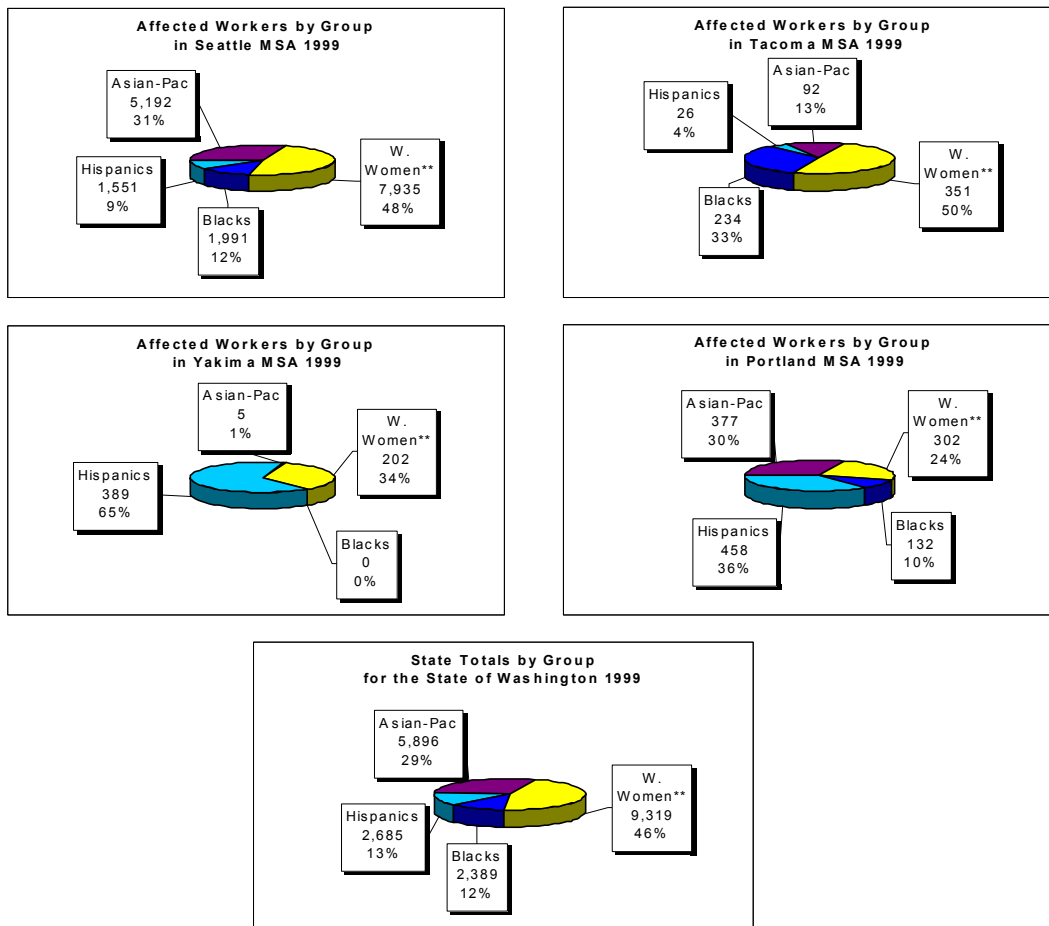 Affected Workers by Group
in Seattle MSA 1999
Asian-Pac
5,192
31%
Hispanics
1,551
9%
Blacks
1,991
12%
W.
Women**
7,935
48%
Affected Workers by Group
in Tacoma MSA 1999
Hispanics
26
4%
Asian-Pac
92
13%
Blacks
234
33%
W.
Women**
351
50%
Affected Workers by Group
in Yakima MSA 1999
Asian-Pac
5
1%
W.
Women**
202
34%
Hispanics
389
65%
Blacks
0
0%
Affected Workers by Group
in Portland MSA 1999
Asian-Pac
377
30%
W.
Women**
302
24%
Hispanics
458
36%
Blacks
132
10%
State Totals by Group
for the State of Washington 1999
Asian-Pac
5,896
29%
Hispanics
2,685
13%
Blacks
2,389
12%
W.
Women**
9,319
46%